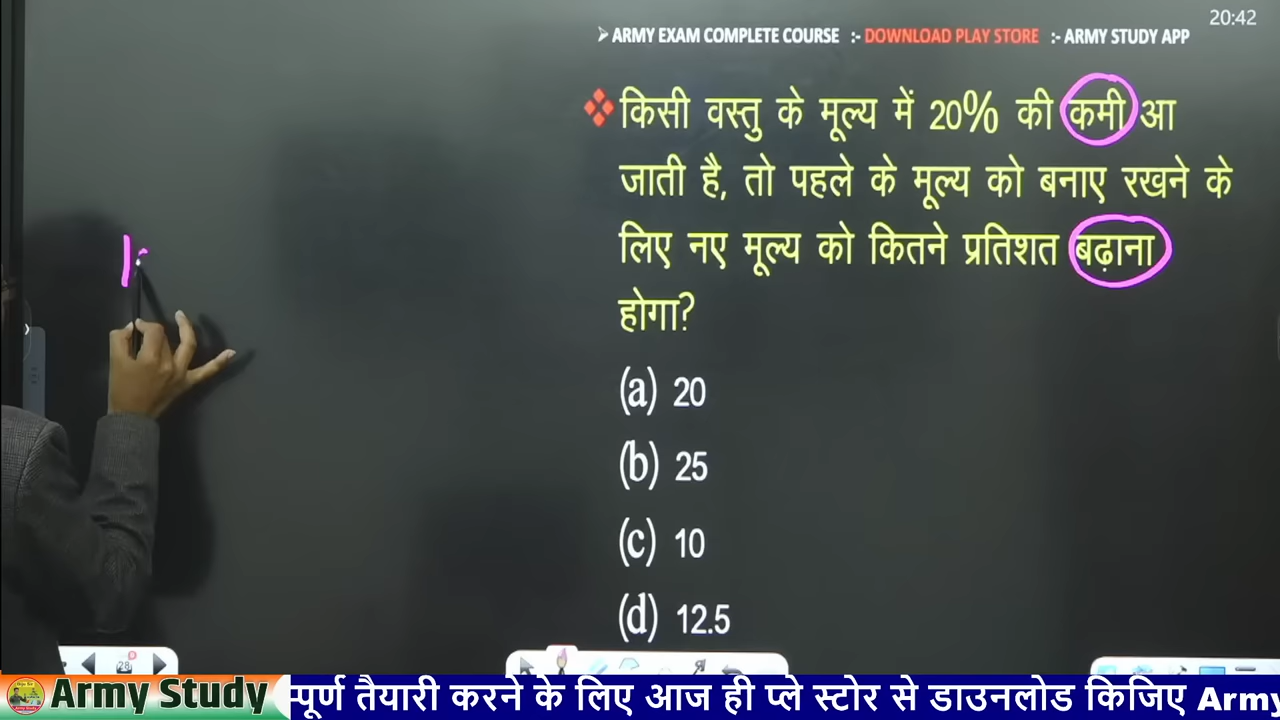 20:42
➢ ARMY EXAM COMPLETE COURSE :- DOWNLOAD PLAY STORE :- ARMY STUDY APP
❖ किसी वस्तु के मूल्य में 20% की कमी आ
जाती है, तो पहले के मूल्य को बनाए रखने के
लिए नए मूल्य को कितने प्रतिशत बढ़ाना
होगा?
(a) 20
(b) 25
(c) 10
(d) 12.5
28
Army Study म्पूर्ण तैयारी करने के लिए आज ही प्ले स्टोर से डाउनलोड किजिए Army